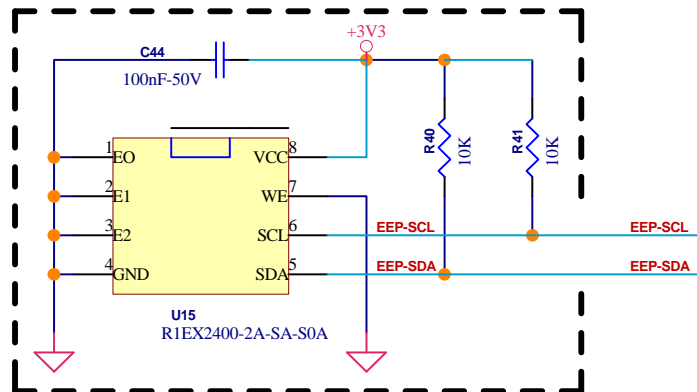 +3V3
C44
100nF-50V
R40
10K
R41
10K
1
EO
VCC
8
2
E1
WE
7
3
E2
SCL
6
EEP-SCL
EEP-SCL
4
GND
SDA
5
EEP-SDA
EEP-SDA
U15
R1EX2400-2A-SA-S0A